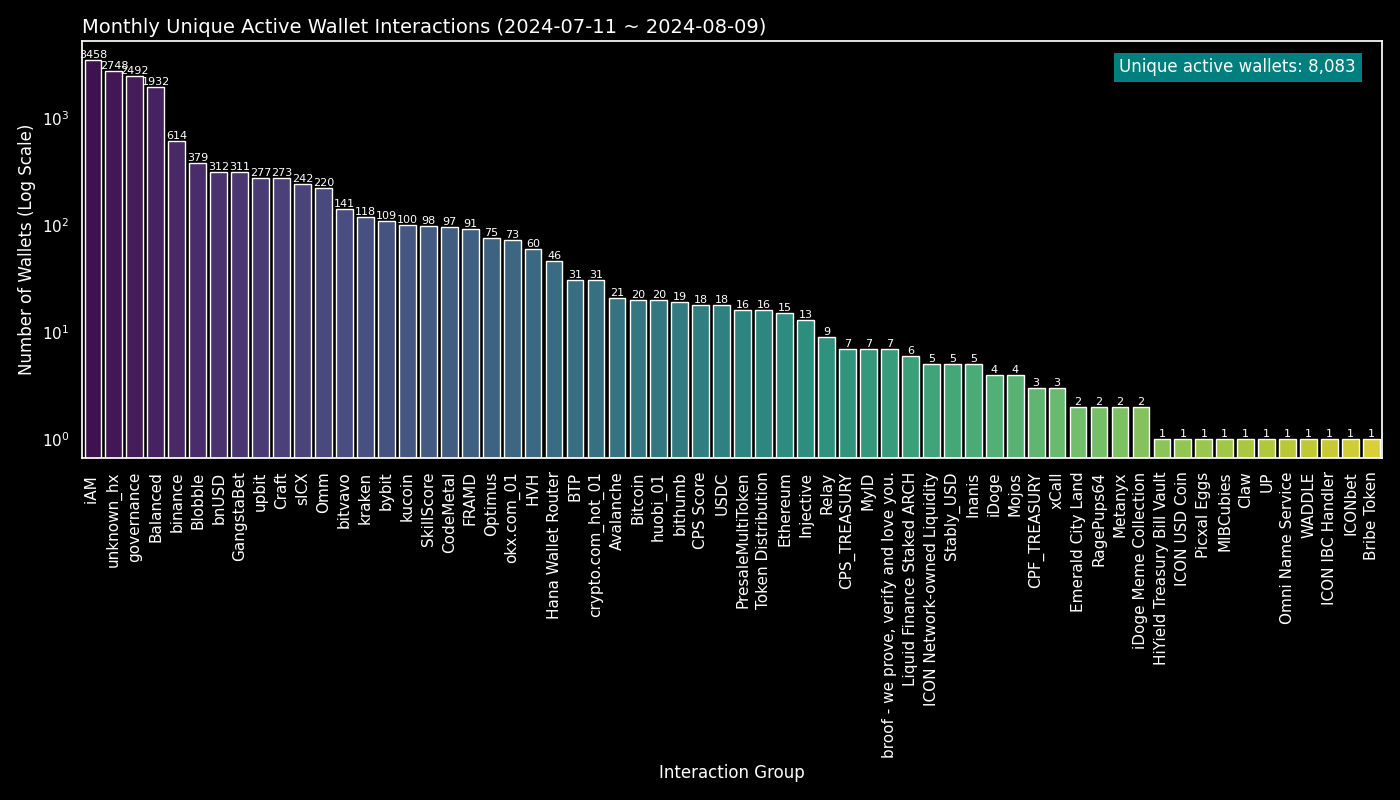 Monthly Unique Active Wallet Interactions (2024-07-11 ~ 2024-08-09)
Unique active wallets: 8,083
Number of Wallets (Log Scale)
10³
10²
10¹
10⁰
3458
2748
2492
1932
614
379
312
311
277
273
242
220
141
118
109
100
98
97
91
75
73
60
46
31
31
21
20
20
19
18
18
16
16
15
13
9
7
7
7
6
5
5
5
4
4
3
3
2
2
2
2
1
1
1
1
1
1
1
1
1
1
1
iAM
unknown_hx
governance
Balanced
binance
Blobble
bnUSD
GangstaBet
upbit
Craft
sICX
Omm
bitvavo
kraken
bybit
kucoin
SkillScore
CodeMetal
FRAMD
Optimus
okx.com_01
HVH
Hana Wallet Router
BTP
crypto.com_hot_01
Avalanche
Bitcoin
huobi_01
bithumb
CPS Score
USDC
PresaleMultiToken
Token Distribution
Ethereum
Injective
Relay
CPS_TREASURY
MyID
broof - we prove, verify and love you.
Liquid Finance Staked ARCH
ICON Network-owned Liquidity
Stably_USD
Inanis
iDoge
Mojos
CPF_TREASURY
xCall
Emerald City Land
RagePups64
Metanyx
iDoge Meme Collection
HiYield Treasury Bill Vault
ICON USD Coin
Picxal Eggs
MIBCubies
Claw
UP
Omni Name Service
WADDLE
ICON IBC Handler
ICONbet
Bribe Token
Interaction Group